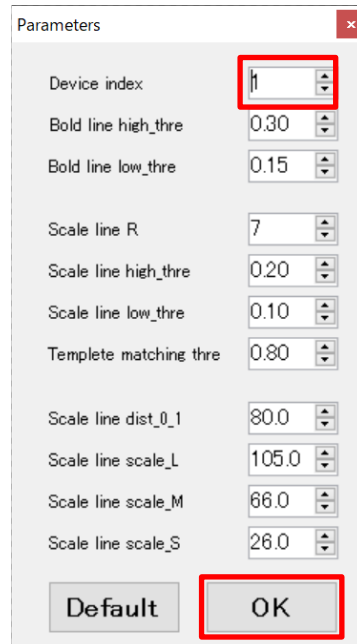 Parameters
×
Device index 1
Bold line high_thre 0.30
Bold line low_thre 0.15
Scale line R 7
Scale line high_thre 0.20
Scale line low_thre 0.10
Templete matching thre 0.80
Scale line dist_0_1 80.0
Scale line scale_L 105.0
Scale line scale_M 66.0
Scale line scale_S 26.0
Default OK